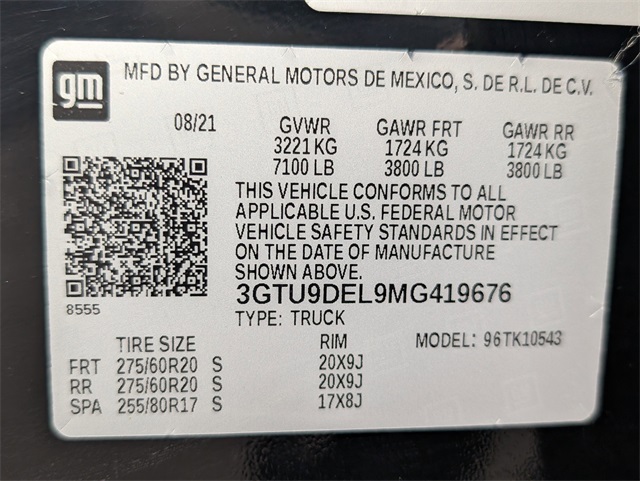 gm
MFD BY GENERAL MOTORS DE MEXICO, S. DE R.L. DE C.V.
08/21 GVWR GAWR FRT GAWR RR
3221 KG 1724 KG 1724 KG
7100 LB 3800 LB 3800 LB
THIS VEHICLE CONFORMS TO ALL
APPLICABLE U.S. FEDERAL MOTOR
VEHICLE SAFETY STANDARDS IN EFFECT
ON THE DATE OF MANUFACTURE
SHOWN ABOVE.
3GTU9DEL9MG419676
8555
TYPE: TRUCK
TIRE SIZE RIM MODEL: 96TK10543
FRT 275/60R20 S 20X9J
RR 275/60R20 S 20X9J
SPA 255/80R17 S 17X8J